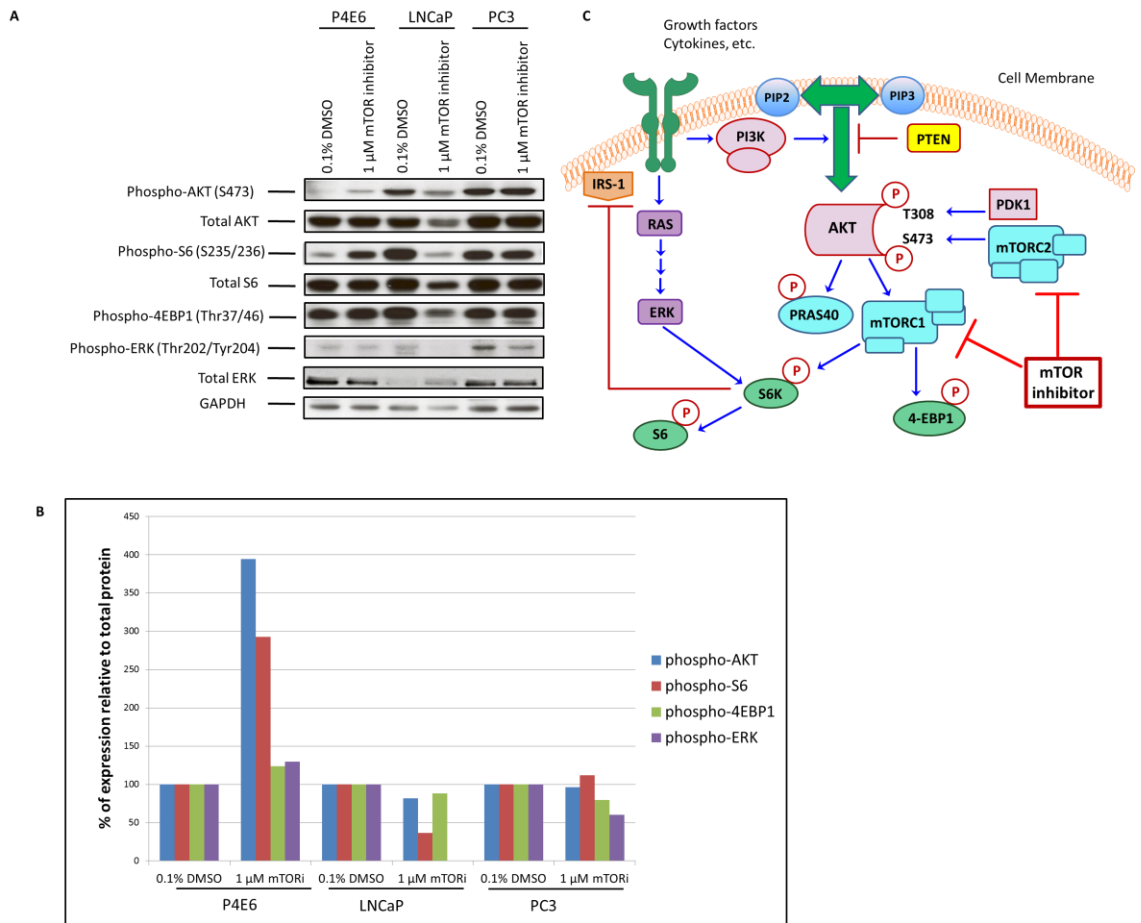 A
P4E6 LNCaP PC3
0.1% DMSO
1 µM mTOR inhibitor
0.1% DMSO
1 µM mTOR inhibitor
0.1% DMSO
1 µM mTOR inhibitor
Phospho-AKT (S473)
Total AKT
Phospho-S6 (S235/236)
Total S6
Phospho-4EBP1 (Thr37/46)
Phospho-ERK (Thr202/Tyr204)
Total ERK
GAPDH
C
Growth factors
Cytokines, etc.
Cell Membrane
PIP2
PIP3
PI3K
PTEN
IRS-1
RAS
ERK
AKT
P
T308
S473
P
PDK1
mTORC2
P
PRAS40
mTORC1
mTOR
inhibitor
P
S6K
P
4-EBP1
P
S6
B
% of expression relative to total protein
450
400
350
300
250
200
150
100
50
0
phospho-AKT
phospho-S6
phospho-4EBP1
phospho-ERK
0.1% DMSO 1 µM mTORi 0.1% DMSO 1 µM mTORi 0.1% DMSO 1 µM mTORi
P4E6 LNCaP PC3